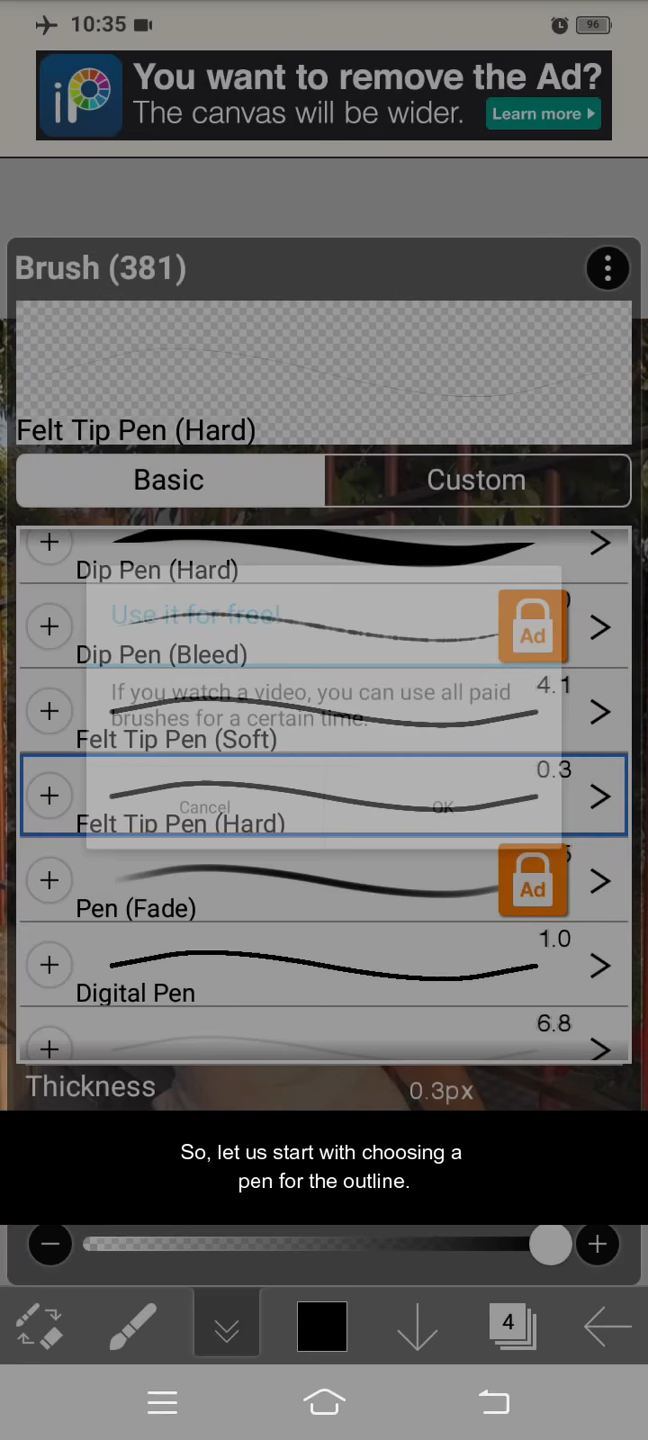 10:35
96
iP
You want to remove the Ad?
The canvas will be wider.
Learn more
Brush (381)
Felt Tip Pen (Hard)
Basic
Custom
Dip Pen (Hard)
Use it for free!
Ad
Dip Pen (Bleed)
If you watch a video, you can use all paid
brushes for a certain time.
4.1
Felt Tip Pen (Soft)
0.3
Cancel
OK
Felt Tip Pen (Hard)
Ad
Pen (Fade)
1.0
Digital Pen
6.8
Thickness
0.3px
So, let us start with choosing a
pen for the outline.
4